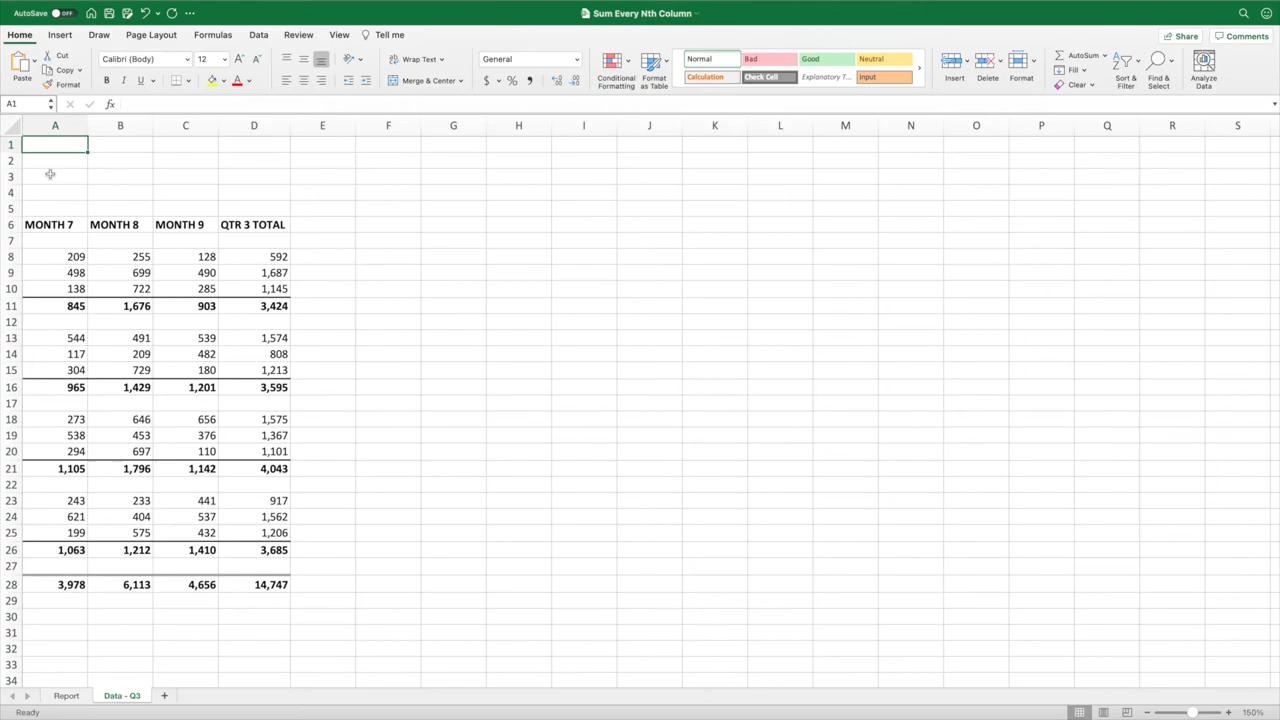 AutoSave OFF Sum Every Nth Column
Home Insert Draw Page Layout Formulas Data Review View Tell me Share Comments
Paste Cut Copy Format
Calibri (Body) 12 A A
B I U A
Wrap Text Merge & Center
General
$ %
Conditional Formatting Format as Table
Normal Bad Good Neutral
Calculation Check Cell Explanatory T... Input
Insert Delete Format
AutoSum Fill Clear
Sort & Filter Find & Select Analyze Data
A1 fx
A B C D E F G H I J K L M N O P Q R S
1
2
3
4
5
6 MONTH 7 MONTH 8 MONTH 9 QTR 3 TOTAL
7
8 209 255 128 592
9 498 699 490 1,687
10 138 722 285 1,145
11 845 1,676 903 3,424
12
13 544 491 539 1,574
14 117 209 482 808
15 304 729 180 1,213
16 965 1,429 1,201 3,595
17
18 273 646 656 1,575
19 538 453 376 1,367
20 294 697 110 1,101
21 1,105 1,796 1,142 4,043
22
23 243 233 441 917
24 621 404 537 1,562
25 199 575 432 1,206
26 1,063 1,212 1,410 3,685
27
28 3,978 6,113 4,656 14,747
29
30
31
32
33
34
Report Data - Q3 +
Ready 150%